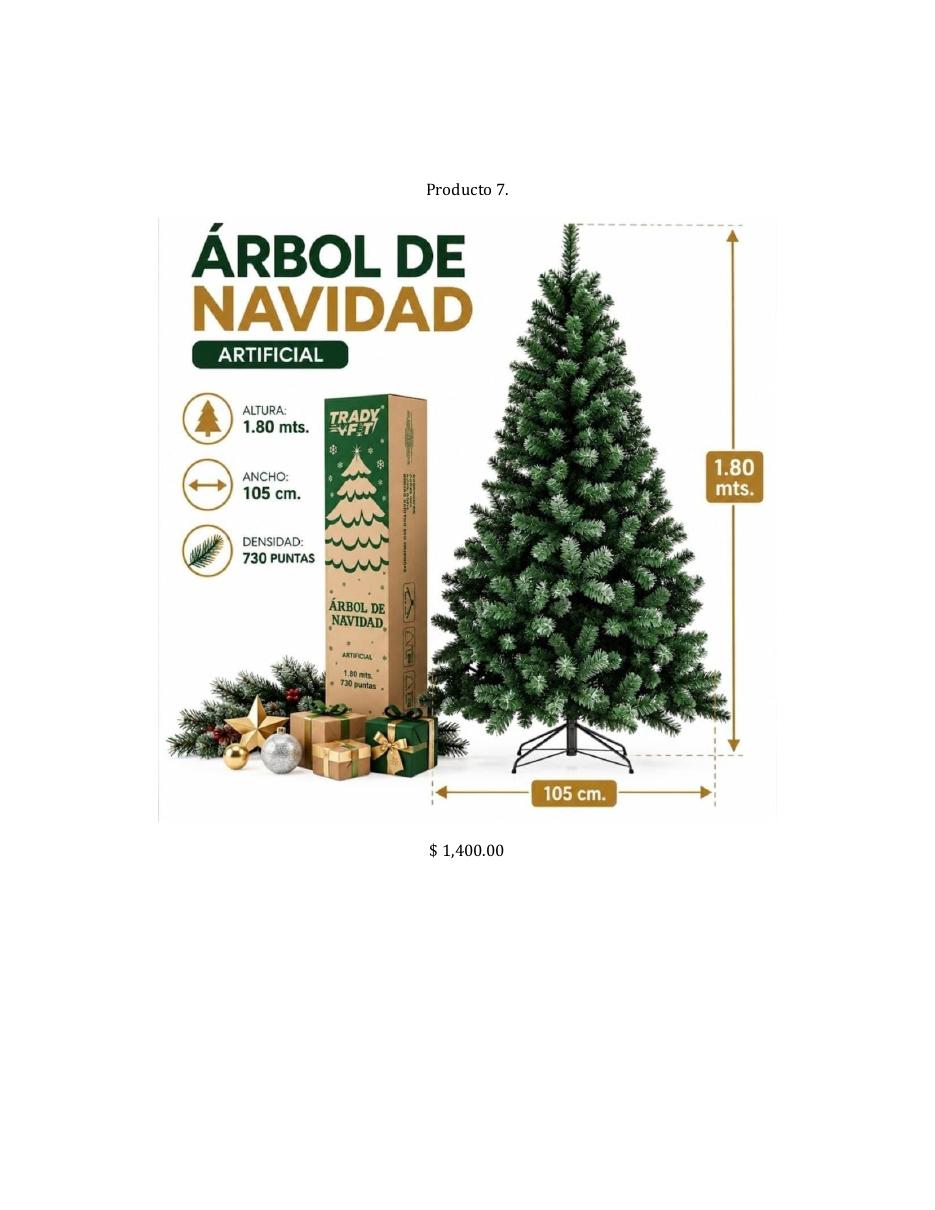 Producto 7.
ÁRBOL DE
NAVIDAD
ARTIFICIAL
ALTURA:
1.80 mts.
ANCHO:
105 cm.
DENSIDAD:
730 PUNTAS
TRADY
ÁRBOL DE
NAVIDAD
ARTIFICIAL
1.80 mts.
730 puntas
1.80
mts.
105 cm.
$ 1,400.00